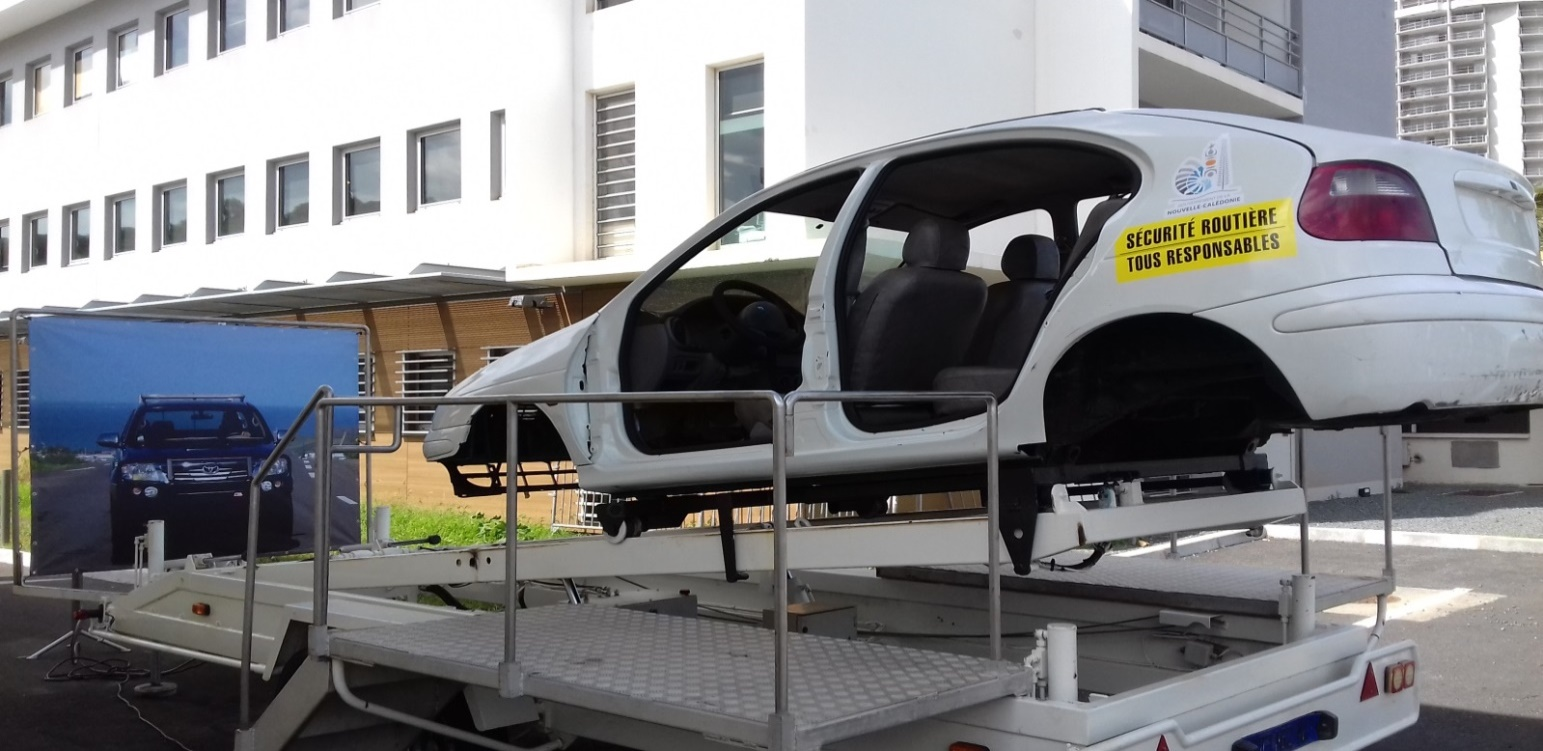 NOUVELLE-CALÉDONIE
SÉCURITÉ ROUTIÈRE
TOUS RESPONSABLES